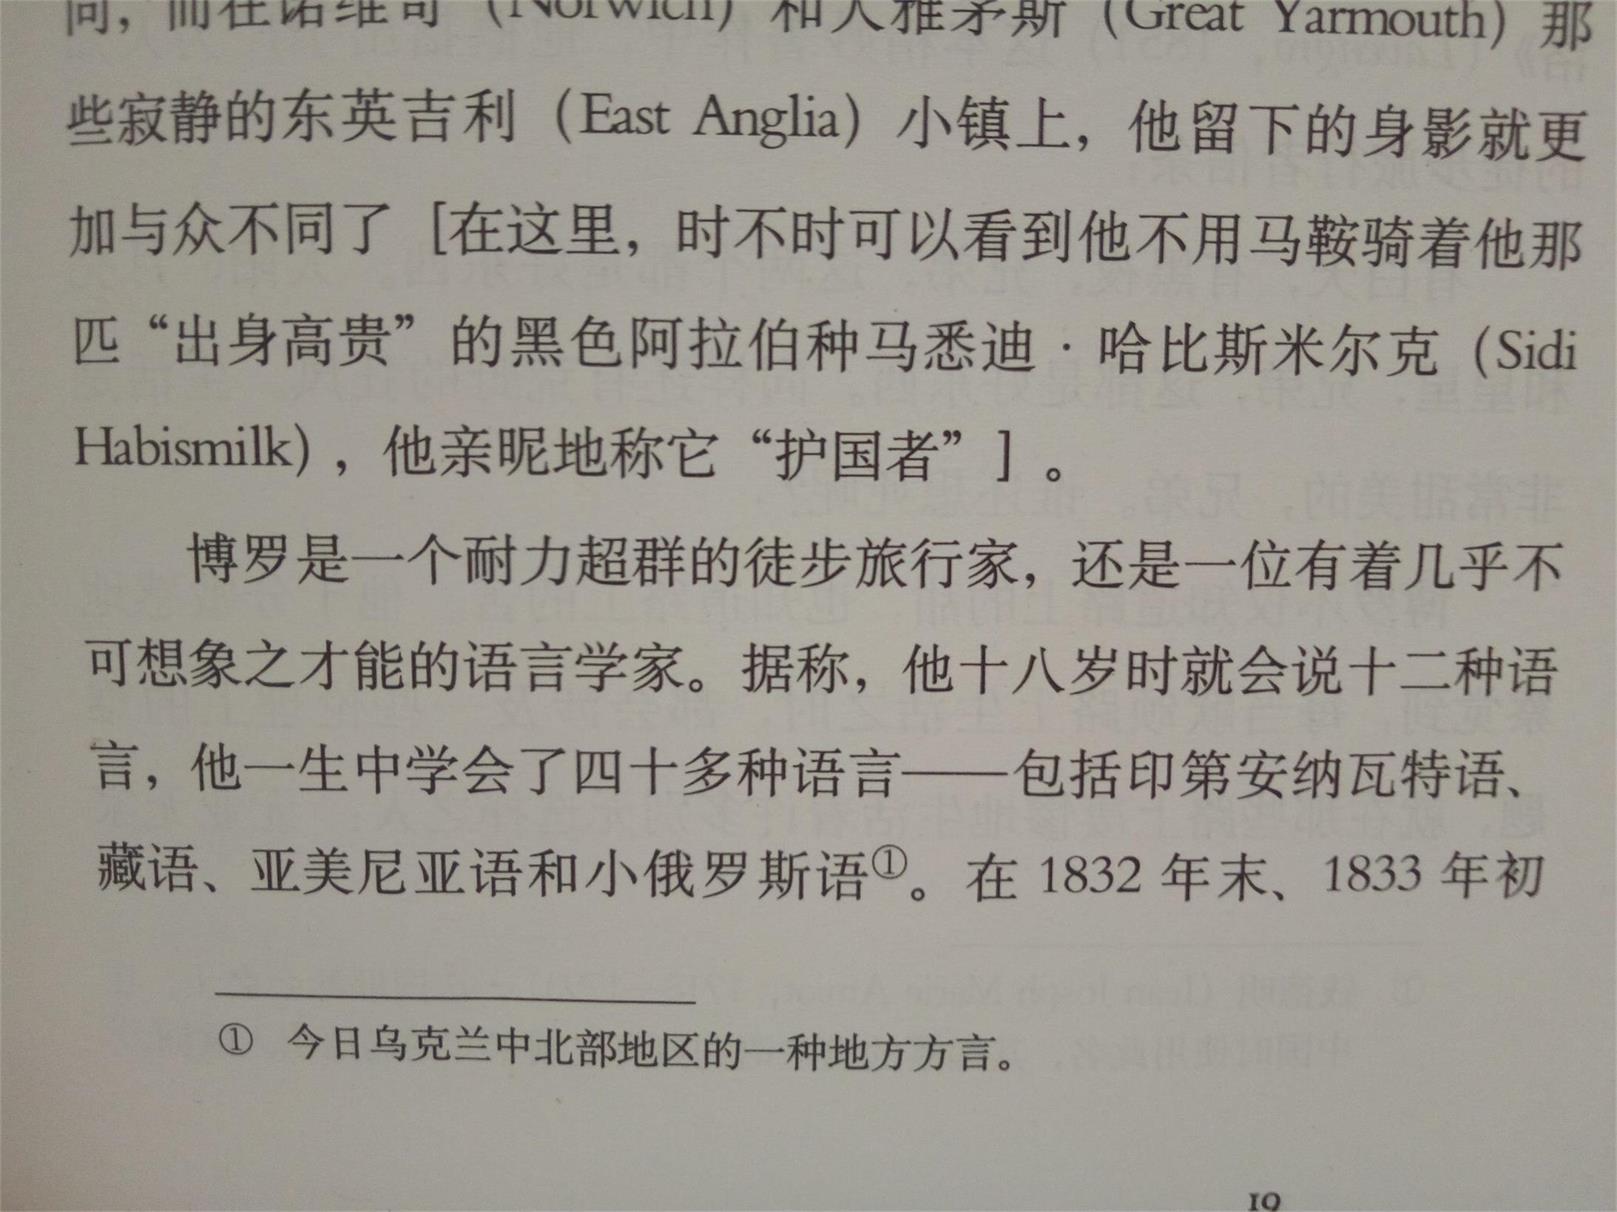 同，而在诺维奇（Norwich）和大雅茅斯（Great Yarmouth）那
些寂静的东英吉利（East Anglia）小镇上，他留下的身影就更
加与众不同了［在这里，时不时可以看到他不用马鞍骑着他那
匹“出身高贵”的黑色阿拉伯种马悉迪·哈比斯米尔克（Sidi
Habismilk），他亲昵地称它“护国者”］。
博罗是一个耐力超群的徒步旅行家，还是一位有着几乎不
可想象之才能的语言学家。据称，他十八岁时就会说十二种语
言，他一生中学会了四十多种语言——包括印第安纳瓦特语、
藏语、亚美尼亚语和小俄罗斯语①。在 1832 年末、1833 年初
① 今日乌克兰中北部地区的一种地方方言。
19